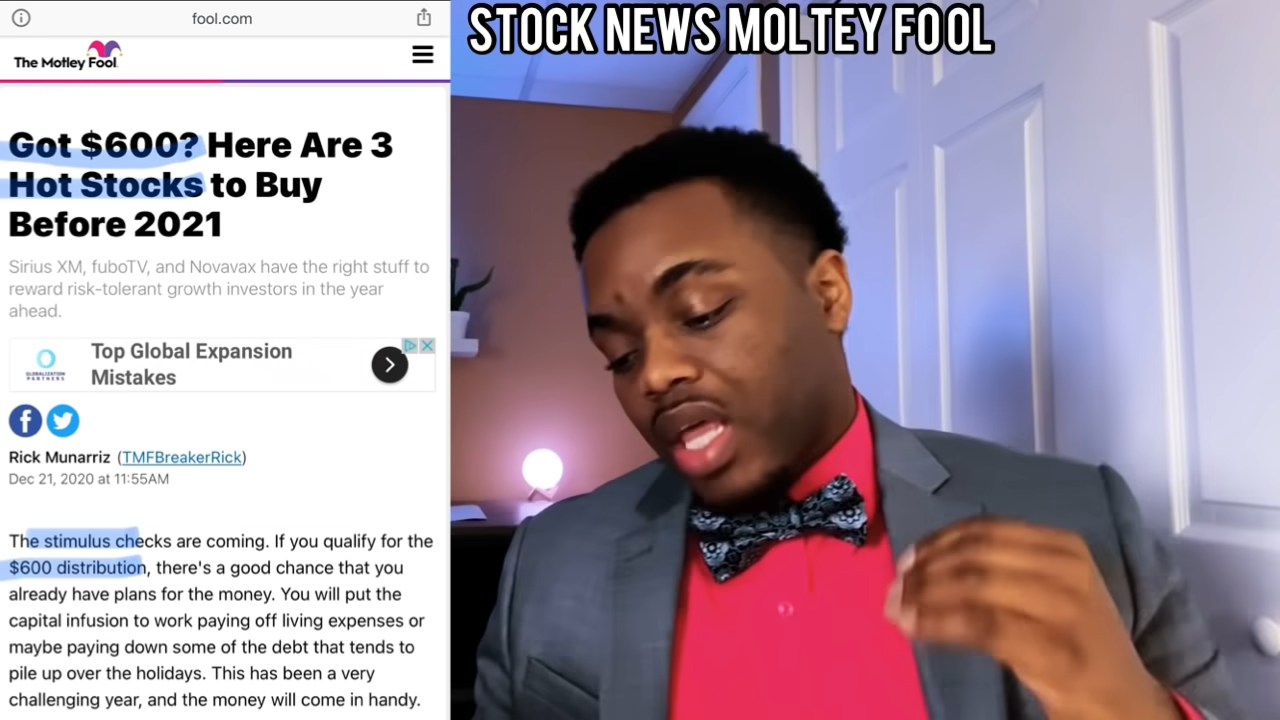 fool.com
The Motley Fool.
STOCK NEWS MOLTEY FOOL
Got $600? Here Are 3
Hot Stocks to Buy
Before 2021
Sirius XM, fuboTV, and Novavax have the right stuff to
reward risk-tolerant growth investors in the year
ahead.
Top Global Expansion
Mistakes
GLOBALIZATION
PARTNERS
Rick Munarriz (TMFBreakerRick)
Dec 21, 2020 at 11:55AM
The stimulus checks are coming. If you qualify for the
$600 distribution, there's a good chance that you
already have plans for the money. You will put the
capital infusion to work paying off living expenses or
maybe paying down some of the debt that tends to
pile up over the holidays. This has been a very
challenging year, and the money will come in handy.